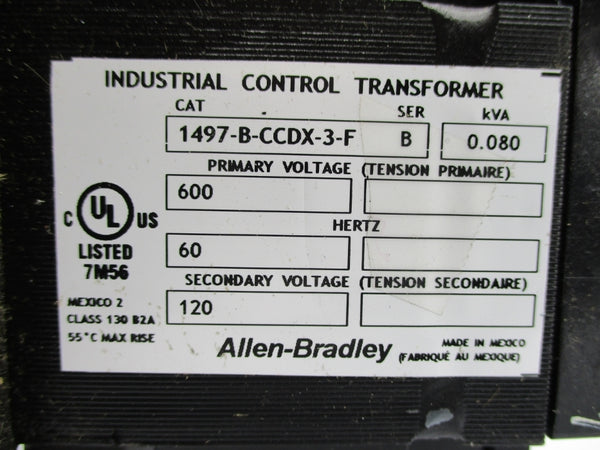 INDUSTRIAL CONTROL TRANSFORMER
CAT SER kVA
1497-B-CCDX-3-F B 0.080
PRIMARY VOLTAGE (TENSION PRIMAIRE)
600
HERTZ
60
SECONDARY VOLTAGE (TENSION SECONDAIRE)
120
C UL US
LISTED
7M56
MEXICO 2
CLASS 130 B2A
55°C MAX RISE
Allen-Bradley
MADE IN MEXICO
(FABRIQUÉ AU MEXIQUE)